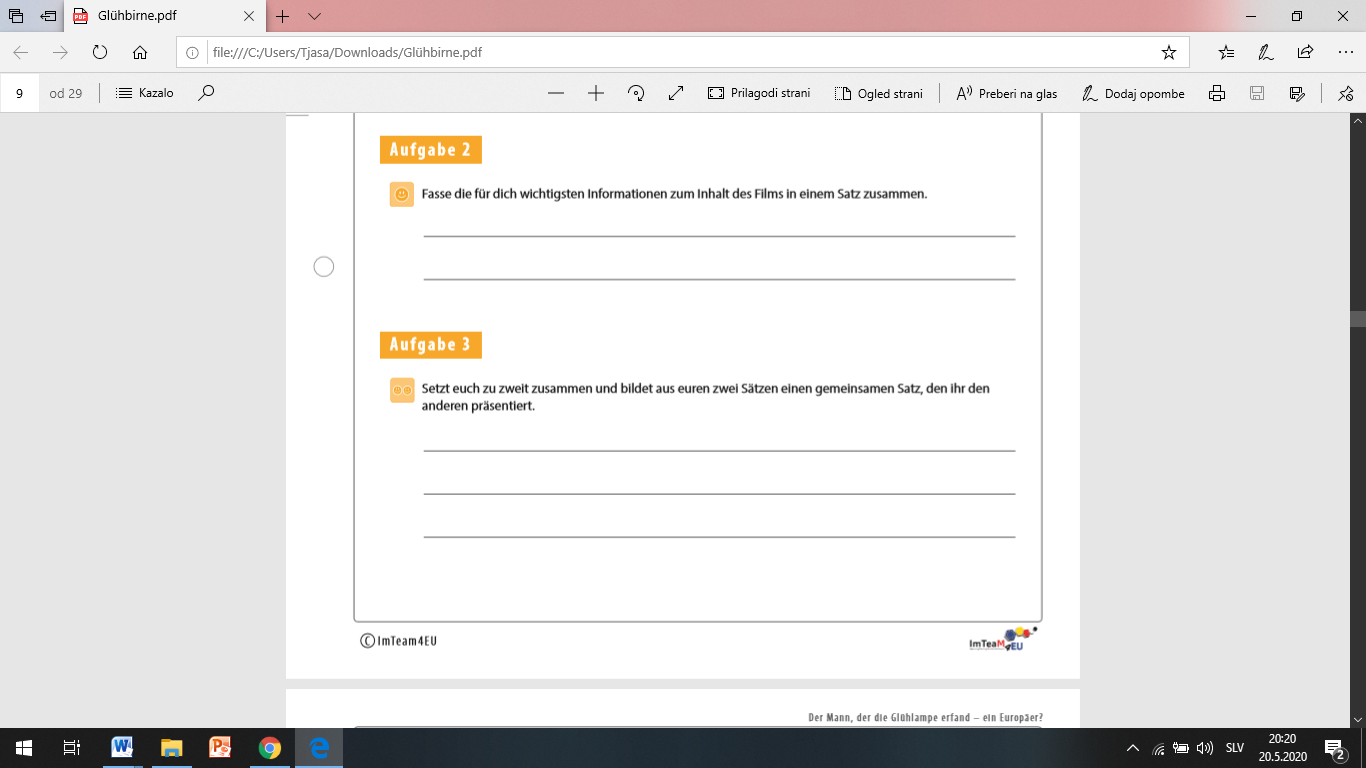 Glühbirne.pdf
file:///C:/Users/Tjasa/Downloads/Glühbirne.pdf
9 od 29 Kazalo Prilagodi strani Ogled strani Preberi na glas Dodaj opombe
Aufgabe 2
Fasse die für dich wichtigsten Informationen zum Inhalt des Films in einem Satz zusammen.
Aufgabe 3
Setzt euch zu zweit zusammen und bildet aus euren zwei Sätzen einen gemeinsamen Satz, den ihr den
anderen präsentiert.
© ImTeam4EU
ImTeaM4EU
Der Mann, der die Glühlampe erfand – ein Europäer?
SLV
20:20
20.5.2020
2